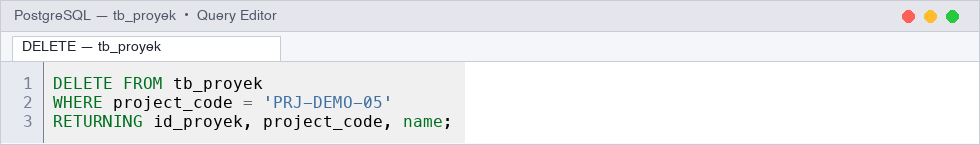 PostgreSQL — tb_proyek • Query Editor
DELETE — tb_proyek
1 DELETE FROM tb_proyek
2 WHERE project_code = 'PRJ-DEMO-05'
3 RETURNING id_proyek, project_code, name;